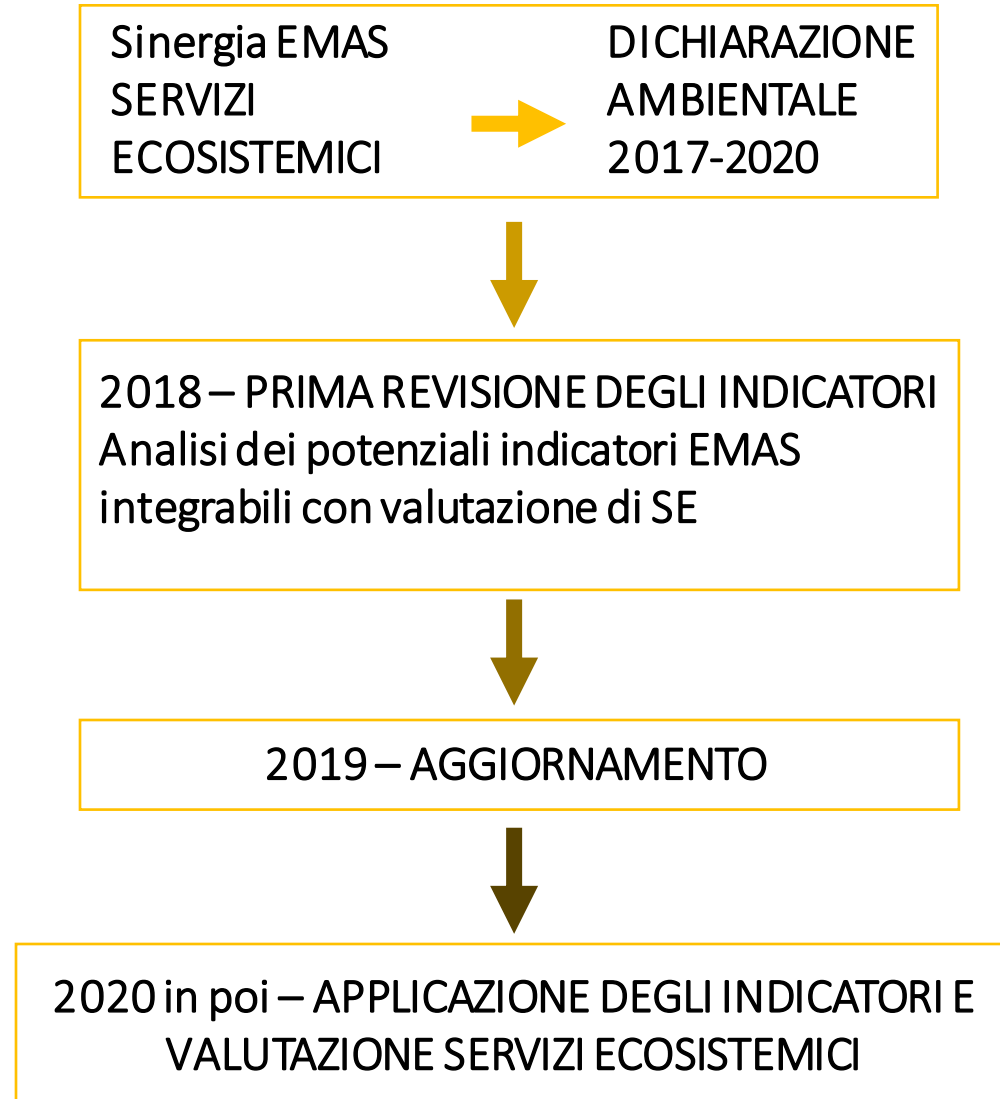 Sinergia EMAS
SERVIZI
ECOSISTEMICI
DICHIARAZIONE
AMBIENTALE
2017-2020
2018 – PRIMA REVISIONE DEGLI INDICATORI
Analisi dei potenziali indicatori EMAS
integrabili con valutazione di SE
2019 – AGGIORNAMENTO
2020 in poi – APPLICAZIONE DEGLI INDICATORI E
VALUTAZIONE SERVIZI ECOSISTEMICI